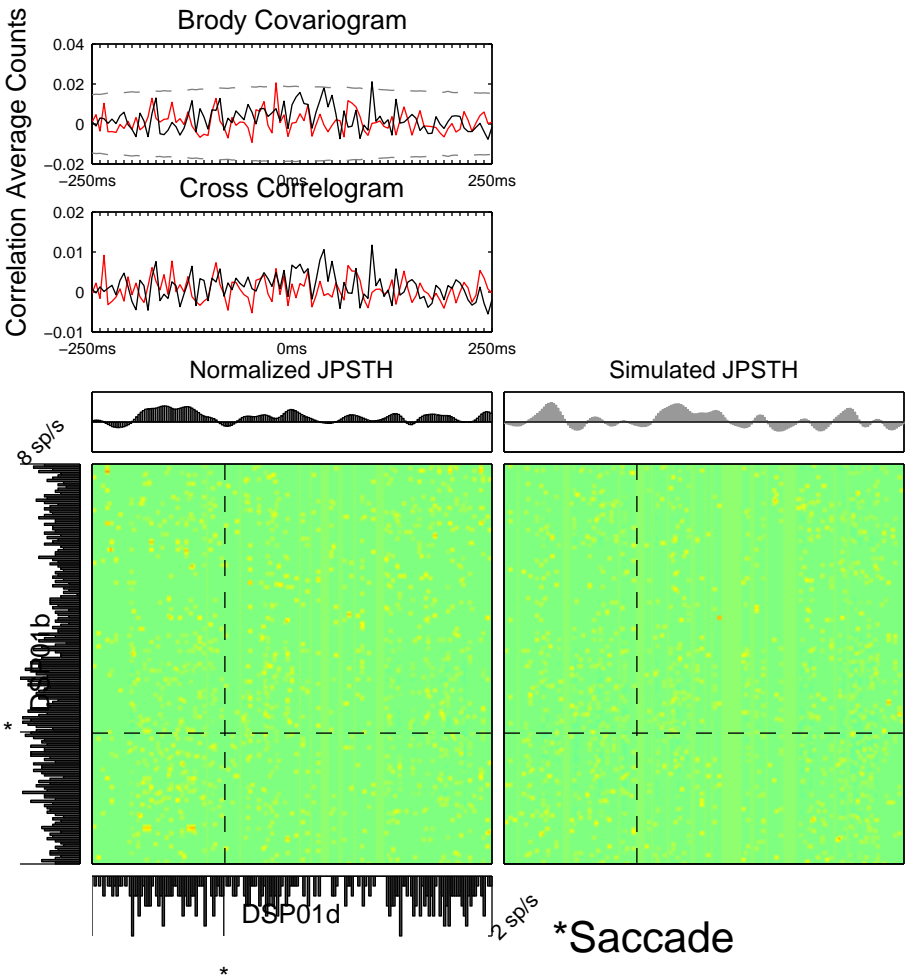 Brody Covariogram
Correlation Average Counts
0.04
0.02
0
−0.02
−250ms
0ms
250ms
Cross Correlogram
0.02
0.01
0
−0.01
−250ms
0ms
250ms
Normalized JPSTH
Simulated JPSTH
8 sp/s
DSP01b
*
DSP01d
2 sp/s
*Saccade
*